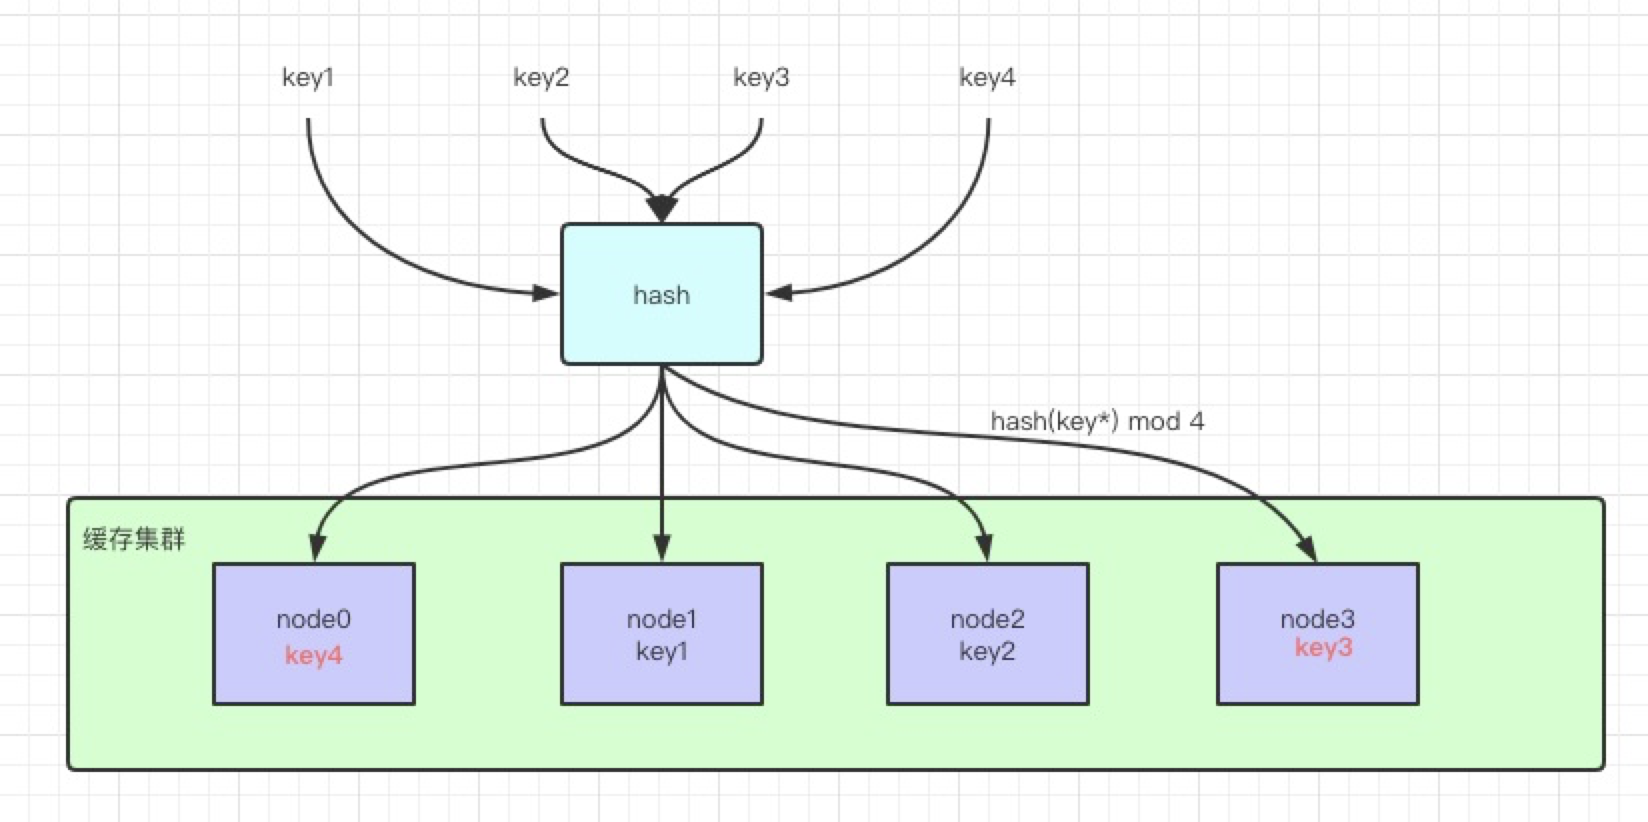 key1
key2
key3
key4
hash
hash(key*) mod 4
缓存集群
node0
key4
node1
key1
node2
key2
node3
key3